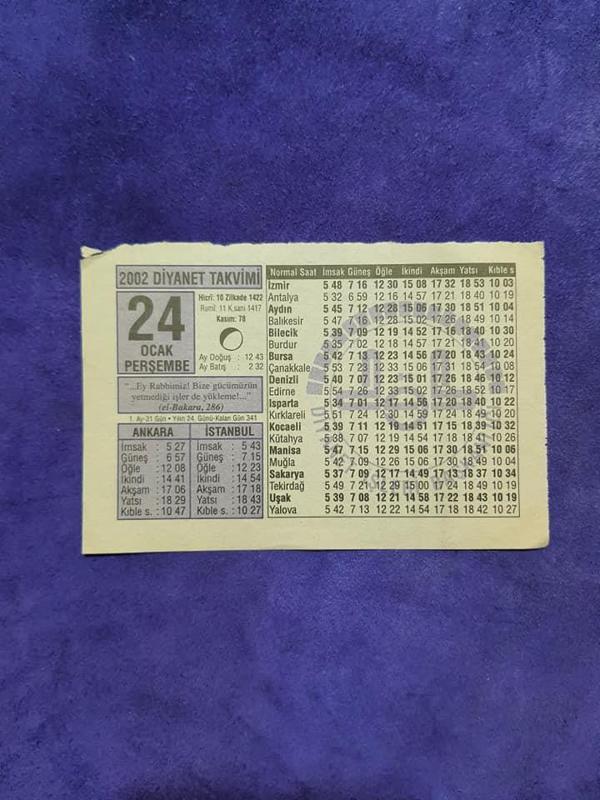 2002 DİYANET TAKVİMİ
24
OCAK
PERŞEMBE
Hicrî: 10 Zilkade 1422
Rumî: 11 K.sani 1417
Kasım: 78
Ay Doğuş : 12 43
Ay Batış : 2 32
"...Ey Rabbimiz! Bize gücümüzün
yetmediği işler de yükleme!..."
(el-Bakara, 286)
1. Ay-31 Gün • Yılın 24. Günü-Kalan Gün 341
ANKARA
İmsak : 5 27
Güneş : 6 57
Öğle : 12 08
İkindi : 14 41
Akşam : 17 06
Yatsı : 18 29
Kıble s. : 10 47
İSTANBUL
İmsak : 5 43
Güneş : 7 15
Öğle : 12 23
İkindi : 14 54
Akşam : 17 18
Yatsı : 18 43
Kıble s. : 10 27
Normal Saat İmsak Güneş Öğle İkindi Akşam Yatsı Kıble s
İzmir 5 48 7 16 12 30 15 08 17 32 18 53 10 03
Antalya 5 32 6 59 12 16 14 57 17 21 18 40 10 19
Aydın 5 45 7 12 12 28 15 06 17 30 18 51 10 04
Balıkesir 5 47 7 16 12 28 15 02 17 26 18 49 10 14
Bilecik 5 39 7 09 12 19 14 52 17 16 18 40 10 30
Burdur 5 35 7 02 12 18 14 57 17 21 18 41 10 20
Bursa 5 42 7 13 12 23 14 56 17 20 18 43 10 24
Çanakkale 5 53 7 23 12 33 15 06 17 30 18 53 10 10
Denizli 5 40 7 07 12 23 15 01 17 26 18 46 10 12
Edirne 5 54 7 26 12 32 15 02 17 26 18 52 10 17
Isparta 5 34 7 01 12 17 14 56 17 20 18 40 10 22
Kırklareli 5 51 7 24 12 30 14 59 17 24 18 49 10 20
Kocaeli 5 39 7 11 12 19 14 51 17 15 18 39 10 32
Kütahya 5 38 7 07 12 19 14 54 17 18 18 41 10 25
Manisa 5 47 7 15 12 29 15 06 17 30 18 51 10 06
Muğla 5 42 7 09 12 26 15 06 17 30 18 49 10 04
Sakarya 5 37 7 09 12 17 14 49 17 13 18 37 10 34
Tekirdağ 5 49 7 21 12 29 15 00 17 24 18 49 10 19
Uşak 5 39 7 08 12 21 14 58 17 22 18 43 10 19
Yalova 5 42 7 13 12 22 14 54 17 18 18 42 10 27